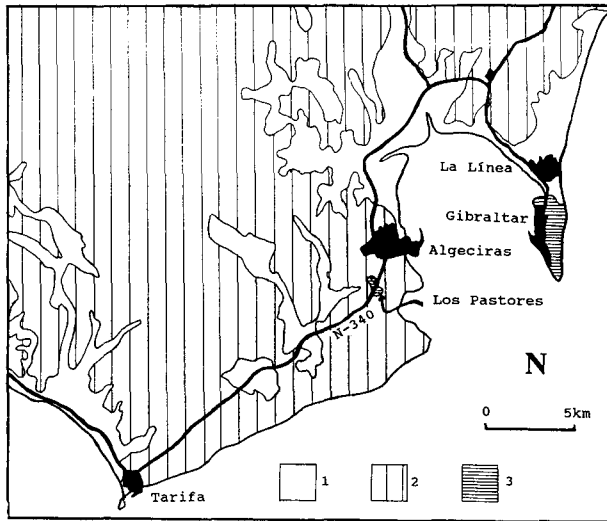 La Línea
Gibraltar
Algeciras
Los Pastores
N-340
N
0 5km
Tarifa
1 2 3